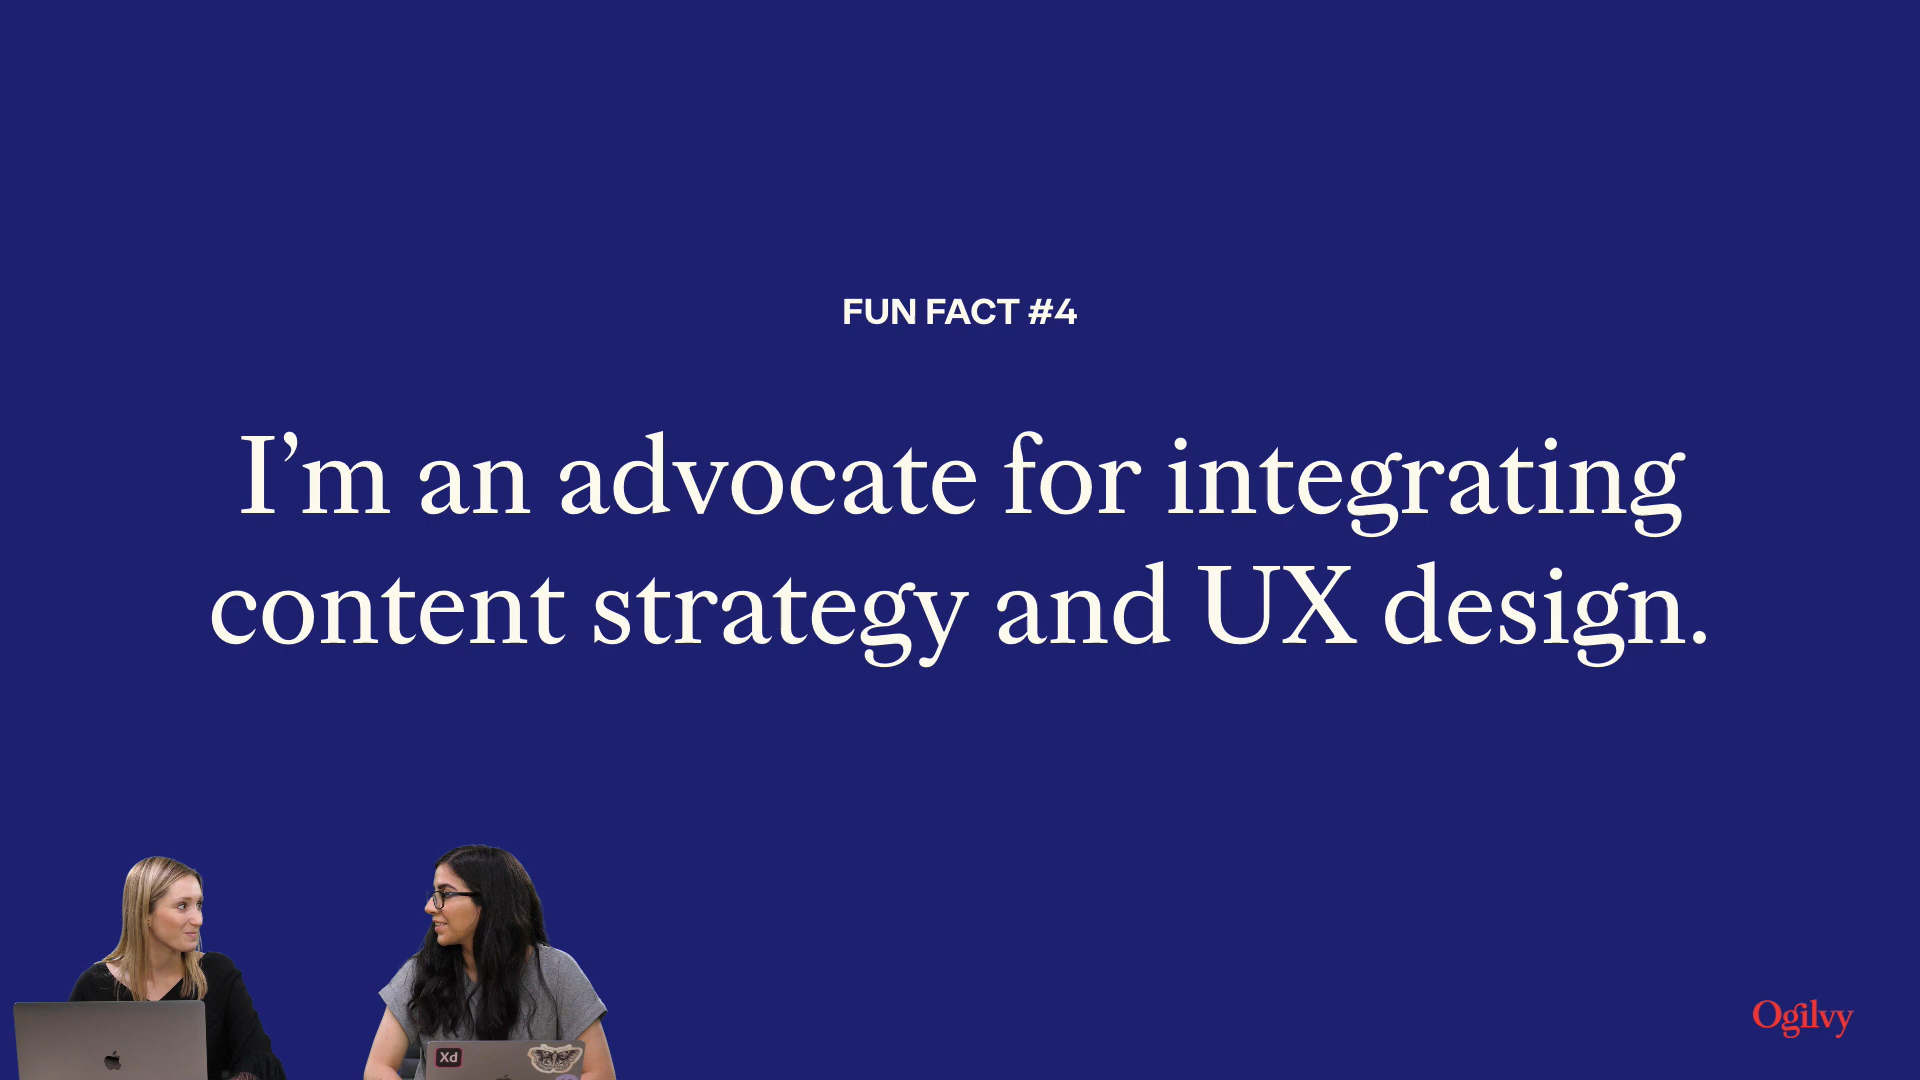 FUN FACT #4
I’m an advocate for integrating
content strategy and UX design.
Xd
Ogilvy